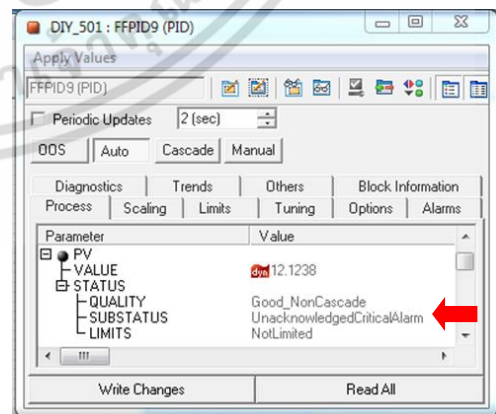 DIY_501 : FFPID9 (PID)
Apply Values
FFPID9 (PID)
Periodic Updates 2 (sec)
OOS Auto Cascade Manual
Diagnostics Trends Others Block Information
Process Scaling Limits Tuning Options Alarms
Parameter Value
PV
VALUE dyn 12.1238
STATUS
QUALITY Good_NonCascade
SUBSTATUS UnacknowledgedCriticalAlarm
LIMITS NotLimited
Write Changes Read All